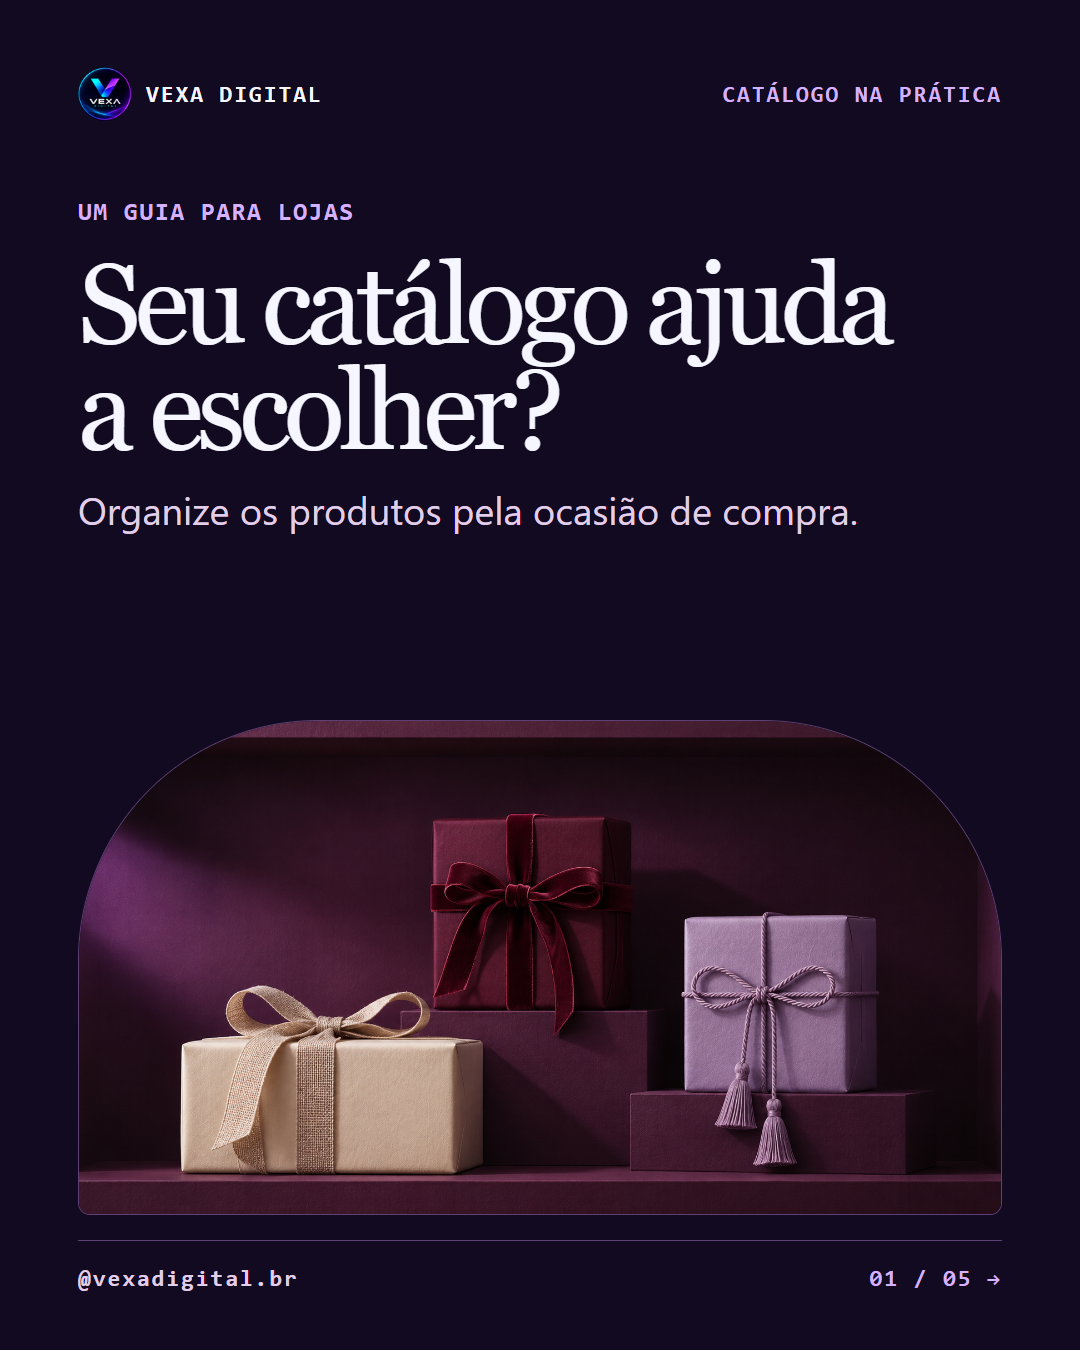 VEXA
VEXA DIGITAL
CATÁLOGO NA PRÁTICA
UM GUIA PARA LOJAS
Seu catálogo ajuda
a escolher?
Organize os produtos pela ocasião de compra.
@vexadigital.br
01 / 05 →